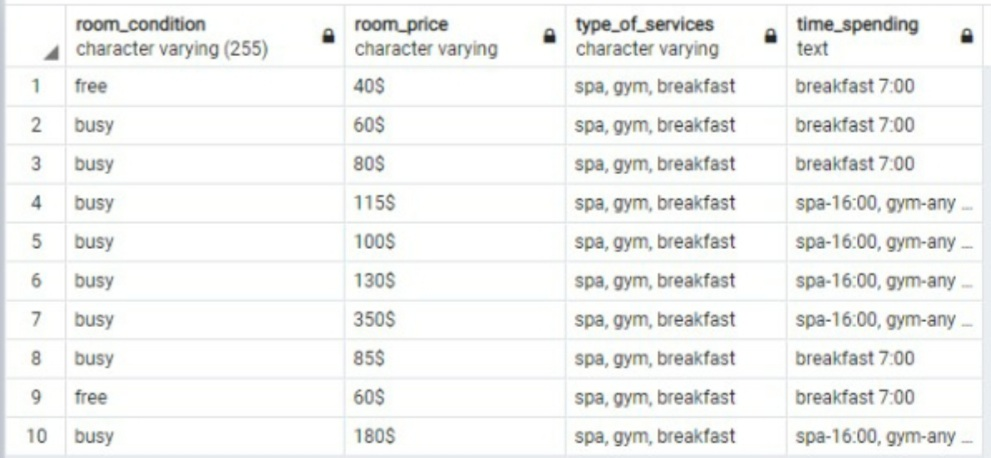 room_condition room_price type_of_services time_spending
character varying (255) character varying character varying text
1 free 40$ spa, gym, breakfast breakfast 7:00
2 busy 60$ spa, gym, breakfast breakfast 7:00
3 busy 80$ spa, gym, breakfast breakfast 7:00
4 busy 115$ spa, gym, breakfast spa-16:00, gym-any ...
5 busy 100$ spa, gym, breakfast spa-16:00, gym-any ...
6 busy 130$ spa, gym, breakfast spa-16:00, gym-any ...
7 busy 350$ spa, gym, breakfast spa-16:00, gym-any ...
8 busy 85$ spa, gym, breakfast breakfast 7:00
9 free 60$ spa, gym, breakfast breakfast 7:00
10 busy 180$ spa, gym, breakfast spa-16:00, gym-any ...